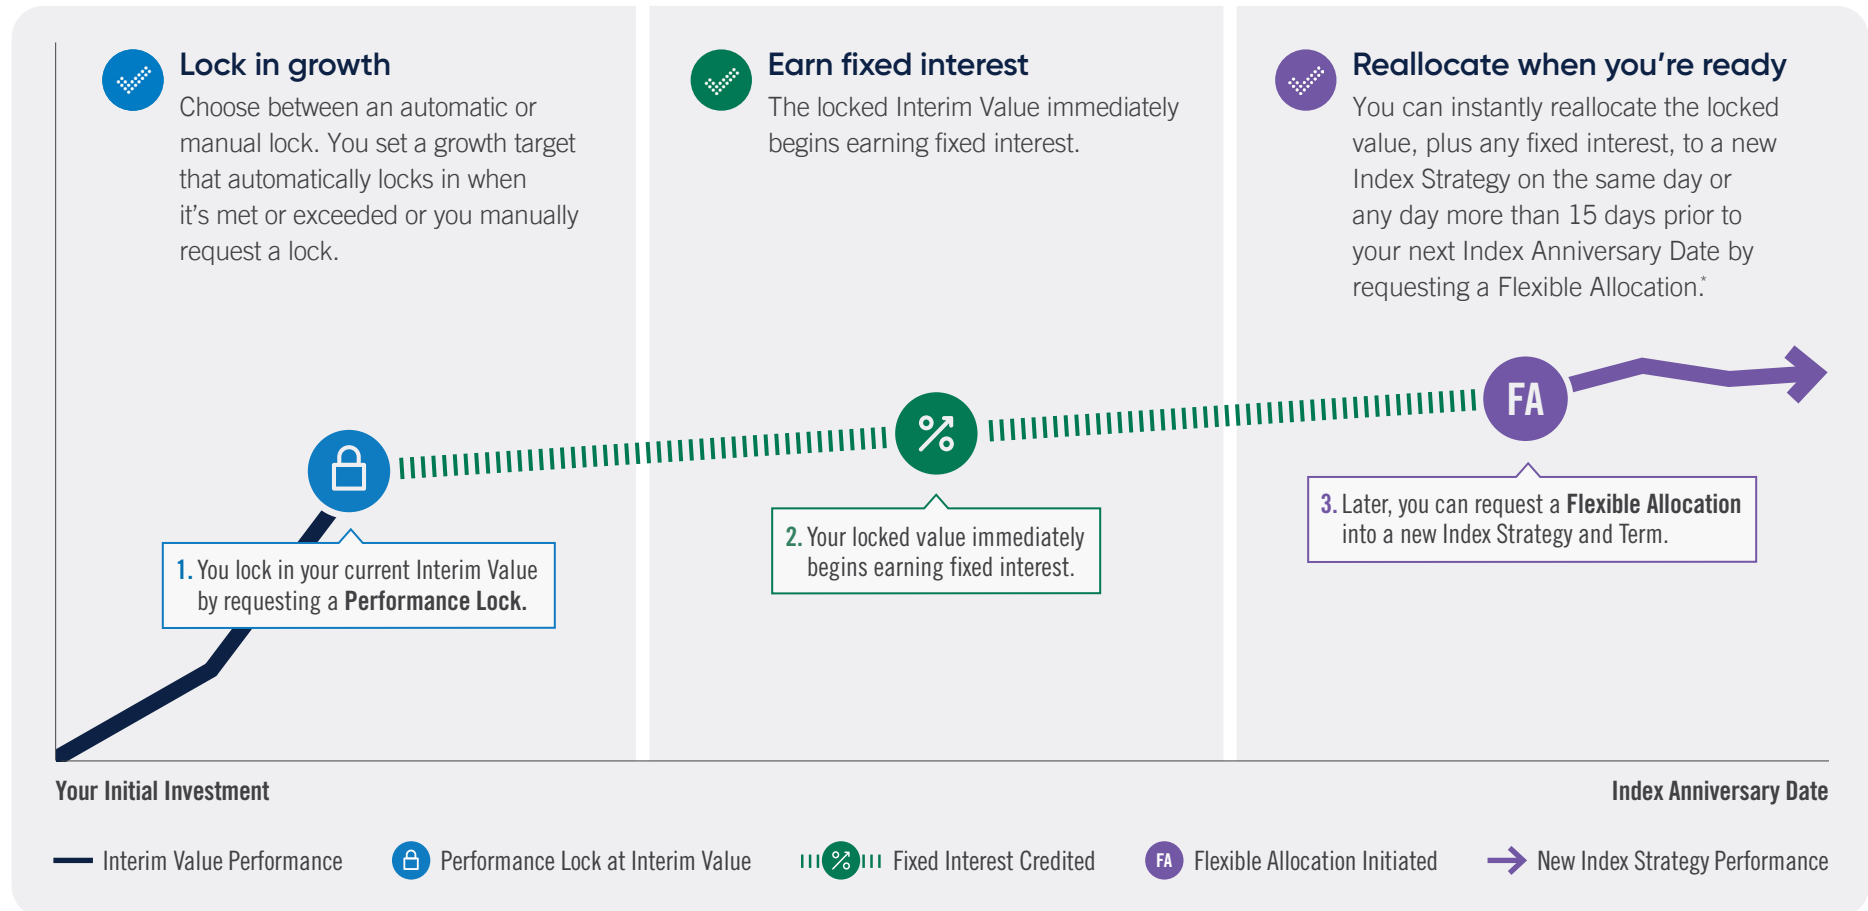 Lock in growth
Choose between an automatic or
manual lock. You set a growth target
that automatically locks in when
it's met or exceeded or you manually
request a lock.
Earn fixed interest
The locked Interim Value immediately
begins earning fixed interest.
Reallocate when you're ready
You can instantly reallocate the locked
value, plus any fixed interest, to a new
Index Strategy on the same day or
any day more than 15 days prior to
your next Index Anniversary Date by
requesting a Flexible Allocation.*
1. You lock in your current Interim Value
by requesting a Performance Lock.
%
2. Your locked value immediately
begins earning fixed interest.
FA
3. Later, you can request a Flexible Allocation
into a new Index Strategy and Term.
Your Initial Investment
Index Anniversary Date
Interim Value Performance
Performance Lock at Interim Value
% Fixed Interest Credited
FA Flexible Allocation Initiated
New Index Strategy Performance